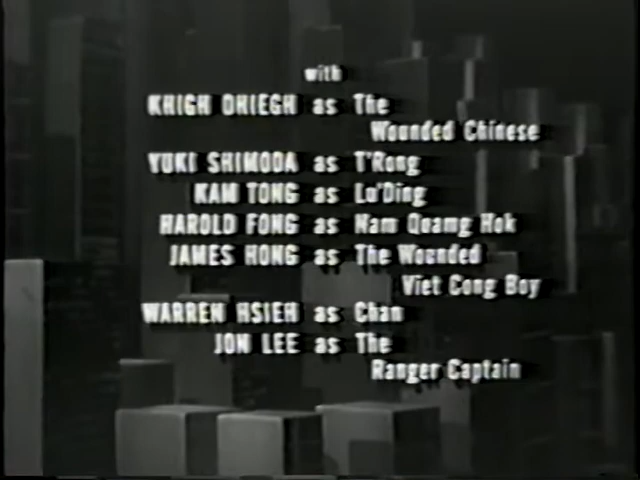 with
KHIGH DHIEGH as The
Wounded Chinese
YUKI SHIMODA as T'Rong
KAM TONG as Lu'Ding
HAROLD FONG as Nam Quang Hok
JAMES HONG as The Wounded
Viet Cong Boy
WARREN HSIEH as Chan
JON LEE as The
Ranger Captain